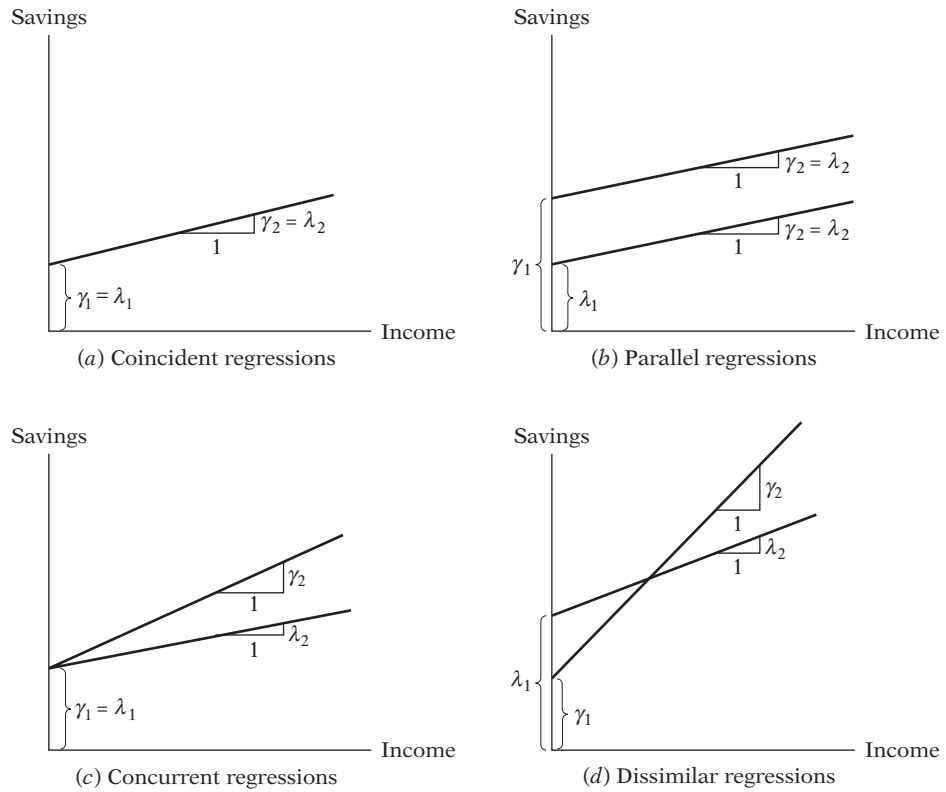 Savings
γ2 = λ2
1
γ1 = λ1
Income
(a) Coincident regressions
Savings
γ2 = λ2
1
γ2 = λ2
1
γ1
λ1
Income
(b) Parallel regressions
Savings
γ2
1
λ2
1
γ1 = λ1
Income
(c) Concurrent regressions
Savings
γ2
1
λ2
1
λ1
γ1
Income
(d) Dissimilar regressions